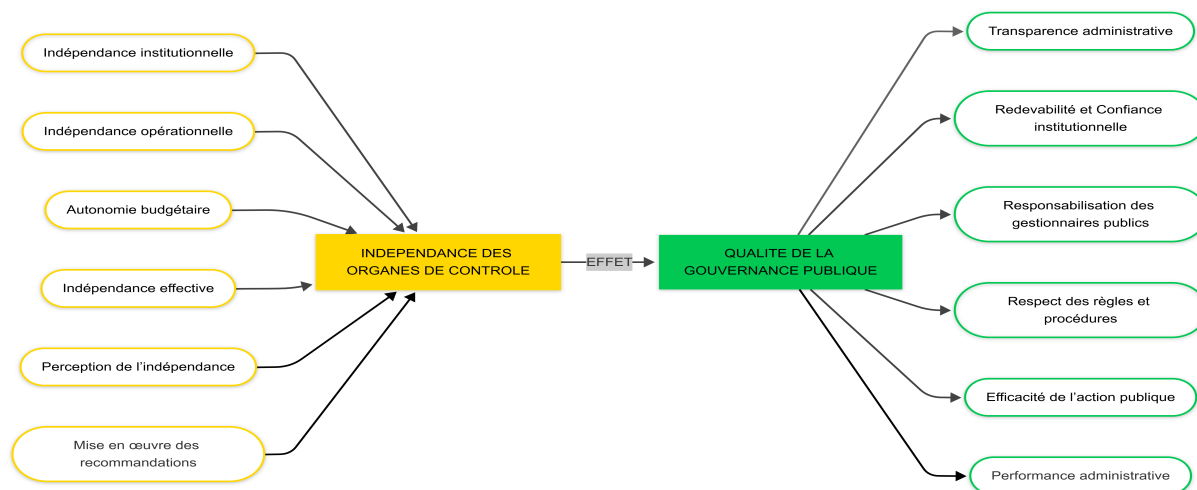 Indépendance institutionnelle
Indépendance opérationnelle
Autonomie budgétaire
Indépendance effective
Perception de l'indépendance
Mise en œuvre des
recommandations
INDEPENDANCE DES
ORGANES DE CONTROLE
EFFET
QUALITE DE LA
GOUVERNANCE PUBLIQUE
Transparence administrative
Redevabilité et Confiance
institutionnelle
Responsabilisation des
gestionnaires publics
Respect des règles et
procédures
Efficacité de l'action publique
Performance administrative